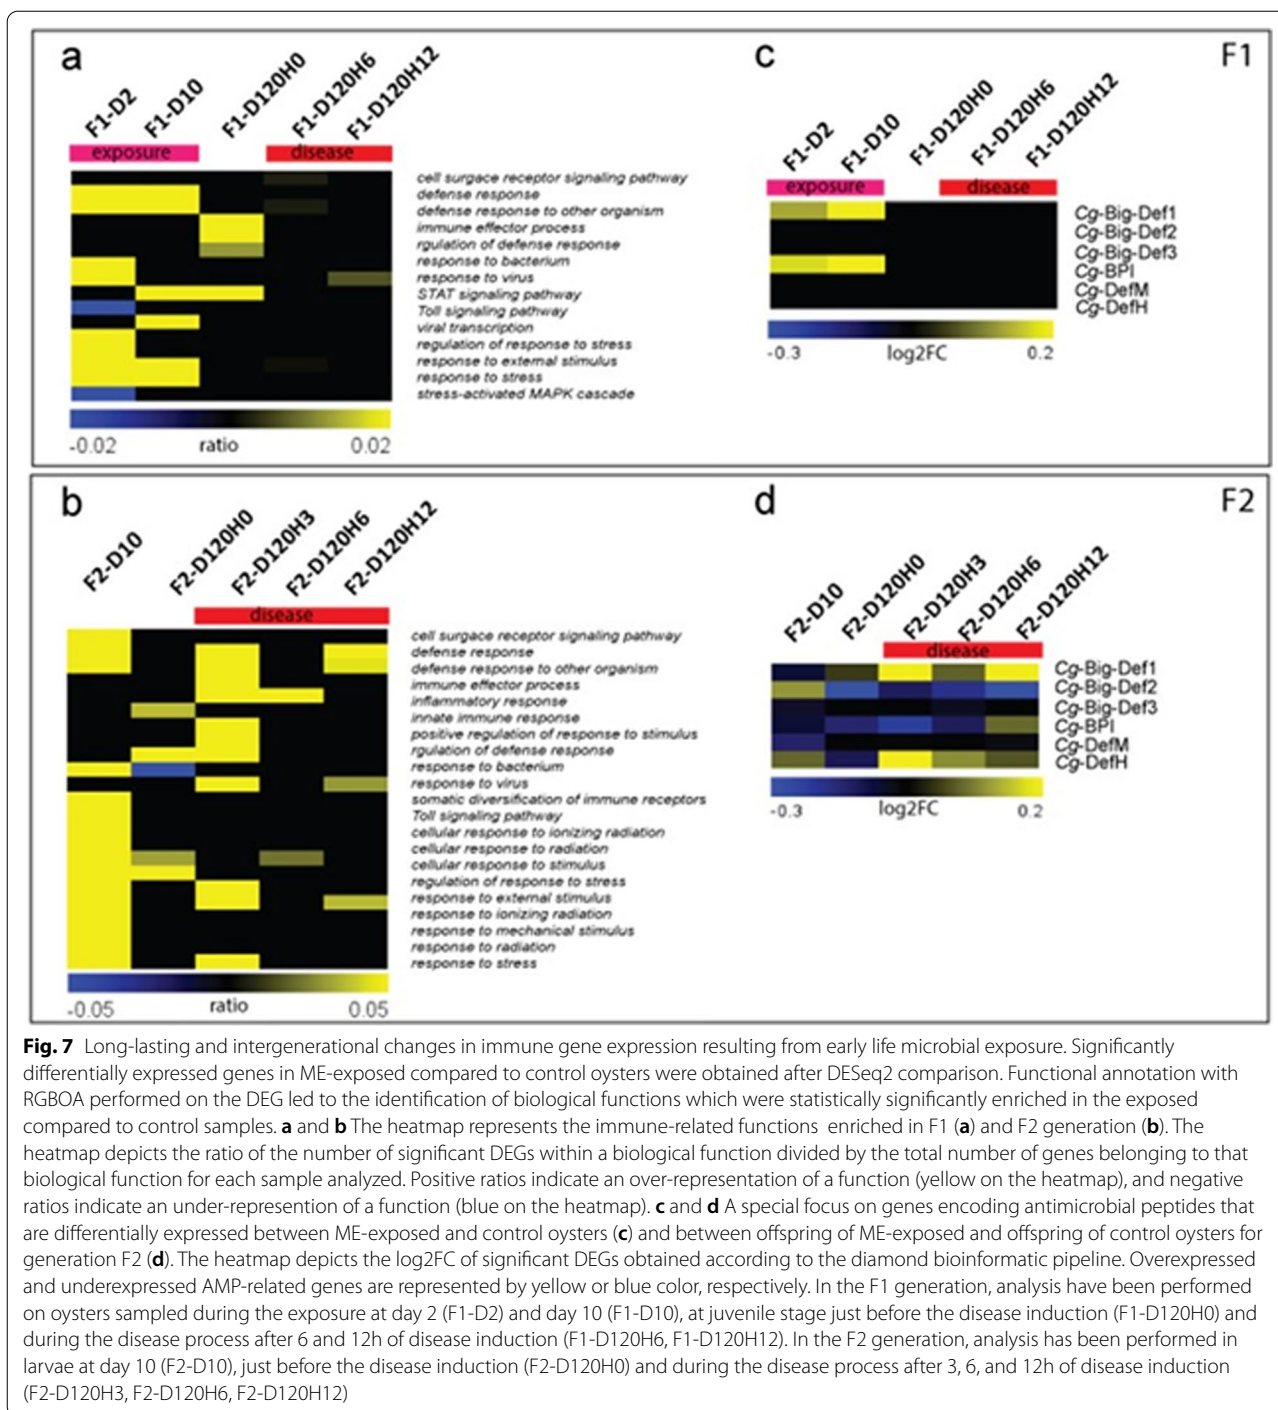 a
c
F1
F1-D2
F1-D10
F1-D120H0
F1-D120H6
F1-D120H12
exposure
disease
cell surgace receptor signaling pathway
defense response
defense response to other organism
immune effector process
rgulation of defense response
response to bacterium
response to virus
STAT signaling pathway
Toll signaling pathway
viral transcription
regulation of response to stress
response to external stimulus
response to stress
stress-activated MAPK cascade
-0.02
ratio
0.02
F1-D2
F1-D10
F1-D120H0
F1-D120H6
F1-D120H12
exposure
disease
Cg-Big-Def1
Cg-Big-Def2
Cg-Big-Def3
Cg-BPI
Cg-DefM
Cg-DefH
-0.3
log2FC
0.2
b
d
F2
F2-D10
F2-D120H0
F2-D120H3
F2-D120H6
F2-D120H12
disease
cell surgace receptor signaling pathway
defense response
defense response to other organism
immune effector process
inflammatory response
innate immune response
positive regulation of response to stimulus
rgulation of defense response
response to bacterium
response to virus
somatic diversification of immune receptors
Toll signaling pathway
cellular response to ionizing radiation
cellular response to radiation
cellular response to stimulus
regulation of response to stress
response to external stimulus
response to ionizing radiation
response to mechanical stimulus
response to radiation
response to stress
-0.05
ratio
0.05
F2-D10
F2-D120H0
F2-D120H3
F2-D120H6
F2-D120H12
disease
Cg-Big-Def1
Cg-Big-Def2
Cg-Big-Def3
Cg-BPI
Cg-DefM
Cg-DefH
-0.3
log2FC
0.2
Fig. 7 Long-lasting and intergenerational changes in immune gene expression resulting from early life microbial exposure. Significantly
differentially expressed genes in ME-exposed compared to control oysters were obtained after DESeq2 comparison. Functional annotation with
RGBOA performed on the DEG led to the identification of biological functions which were statistically significantly enriched in the exposed
compared to control samples. a and b The heatmap represents the immune-related functions enriched in F1 (a) and F2 generation (b). The
heatmap depicts the ratio of the number of significant DEGs within a biological function divided by the total number of genes belonging to that
biological function for each sample analyzed. Positive ratios indicate an over-representation of a function (yellow on the heatmap), and negative
ratios indicate an under-represention of a function (blue on the heatmap). c and d A special focus on genes encoding antimicrobial peptides that
are differentially expressed between ME-exposed and control oysters (c) and between offspring of ME-exposed and offspring of control oysters for
generation F2 (d). The heatmap depicts the log2FC of significant DEGs obtained according to the diamond bioinformatic pipeline. Overexpressed
and underexpressed AMP-related genes are represented by yellow or blue color, respectively. In the F1 generation, analysis have been performed
on oysters sampled during the exposure at day 2 (F1-D2) and day 10 (F1-D10), at juvenile stage just before the disease induction (F1-D120H0) and
during the disease process after 6 and 12h of disease induction (F1-D120H6, F1-D120H12). In the F2 generation, analysis has been performed in
larvae at day 10 (F2-D10), just before the disease induction (F2-D120H0) and during the disease process after 3, 6, and 12h of disease induction
(F2-D120H3, F2-D120H6, F2-D120H12)